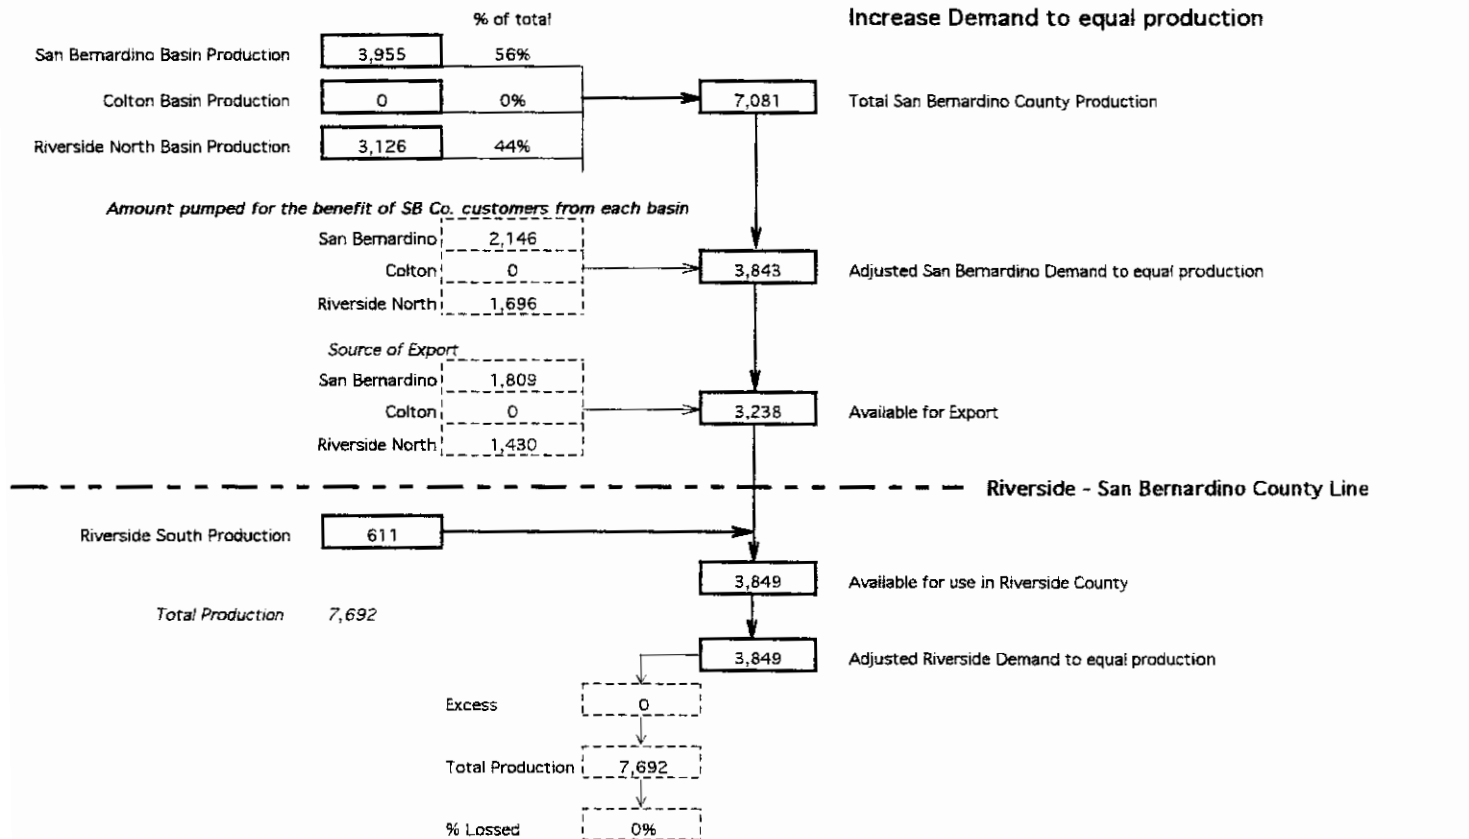 % of total
Increase Demand to equal production
San Bernardino Basin Production 3,955 56%
Colton Basin Production 0 0% 7,081 Total San Bernardino County Production
Riverside North Basin Production 3,126 44%
Amount pumped for the benefit of SB Co. customers from each basin
San Bernardino 2,146
Colton 0 3,843 Adjusted San Bernardino Demand to equal production
Riverside North 1,696
Source of Export
San Bernardino 1,809
Colton 0 3,238 Available for Export
Riverside North 1,430
Riverside - San Bernardino County Line
Riverside South Production 611
3,849 Available for use in Riverside County
Total Production 7,692
3,849 Adjusted Riverside Demand to equal production
Excess 0
Total Production 7,692
% Lossed 0%